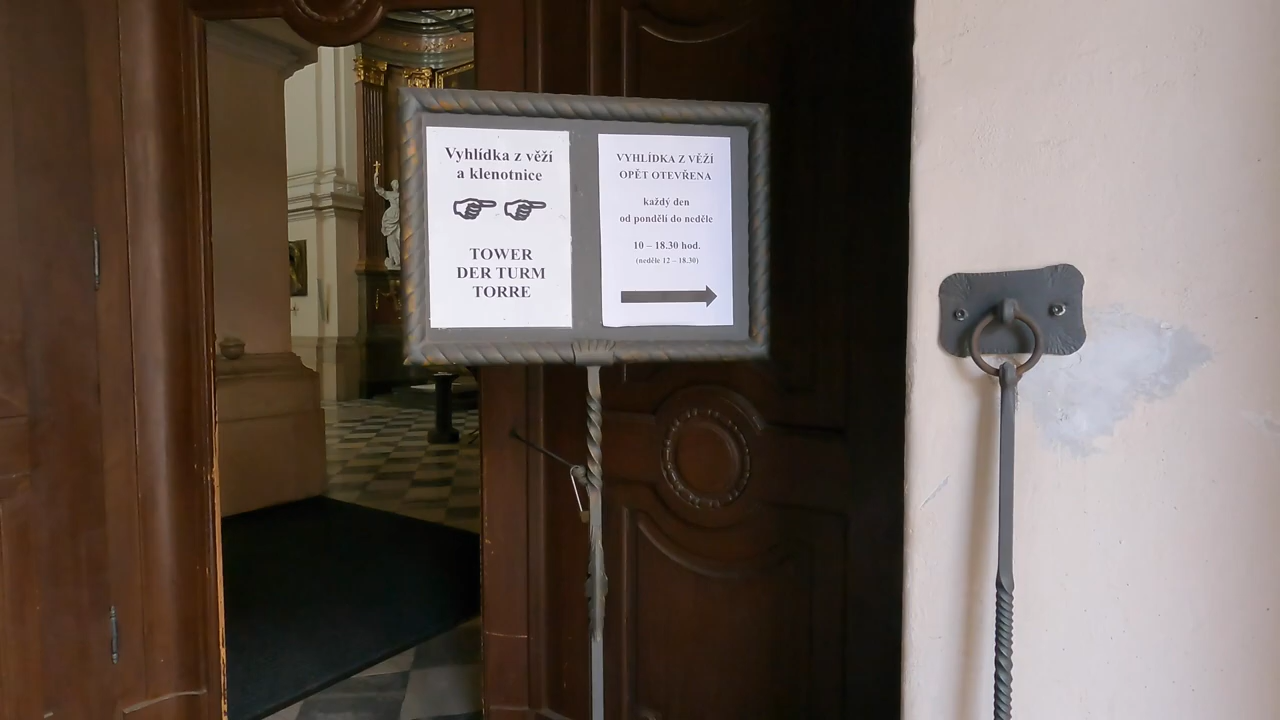 Vyhlídka z věží
a klenotnice
TOWER
DER TURM
TORRE
VYHLÍDKA Z VĚŽÍ
OPĚT OTEVŘENA
každý den
od pondělí do neděle
10 – 18.30 hod.
(neděle 12 – 18.30)